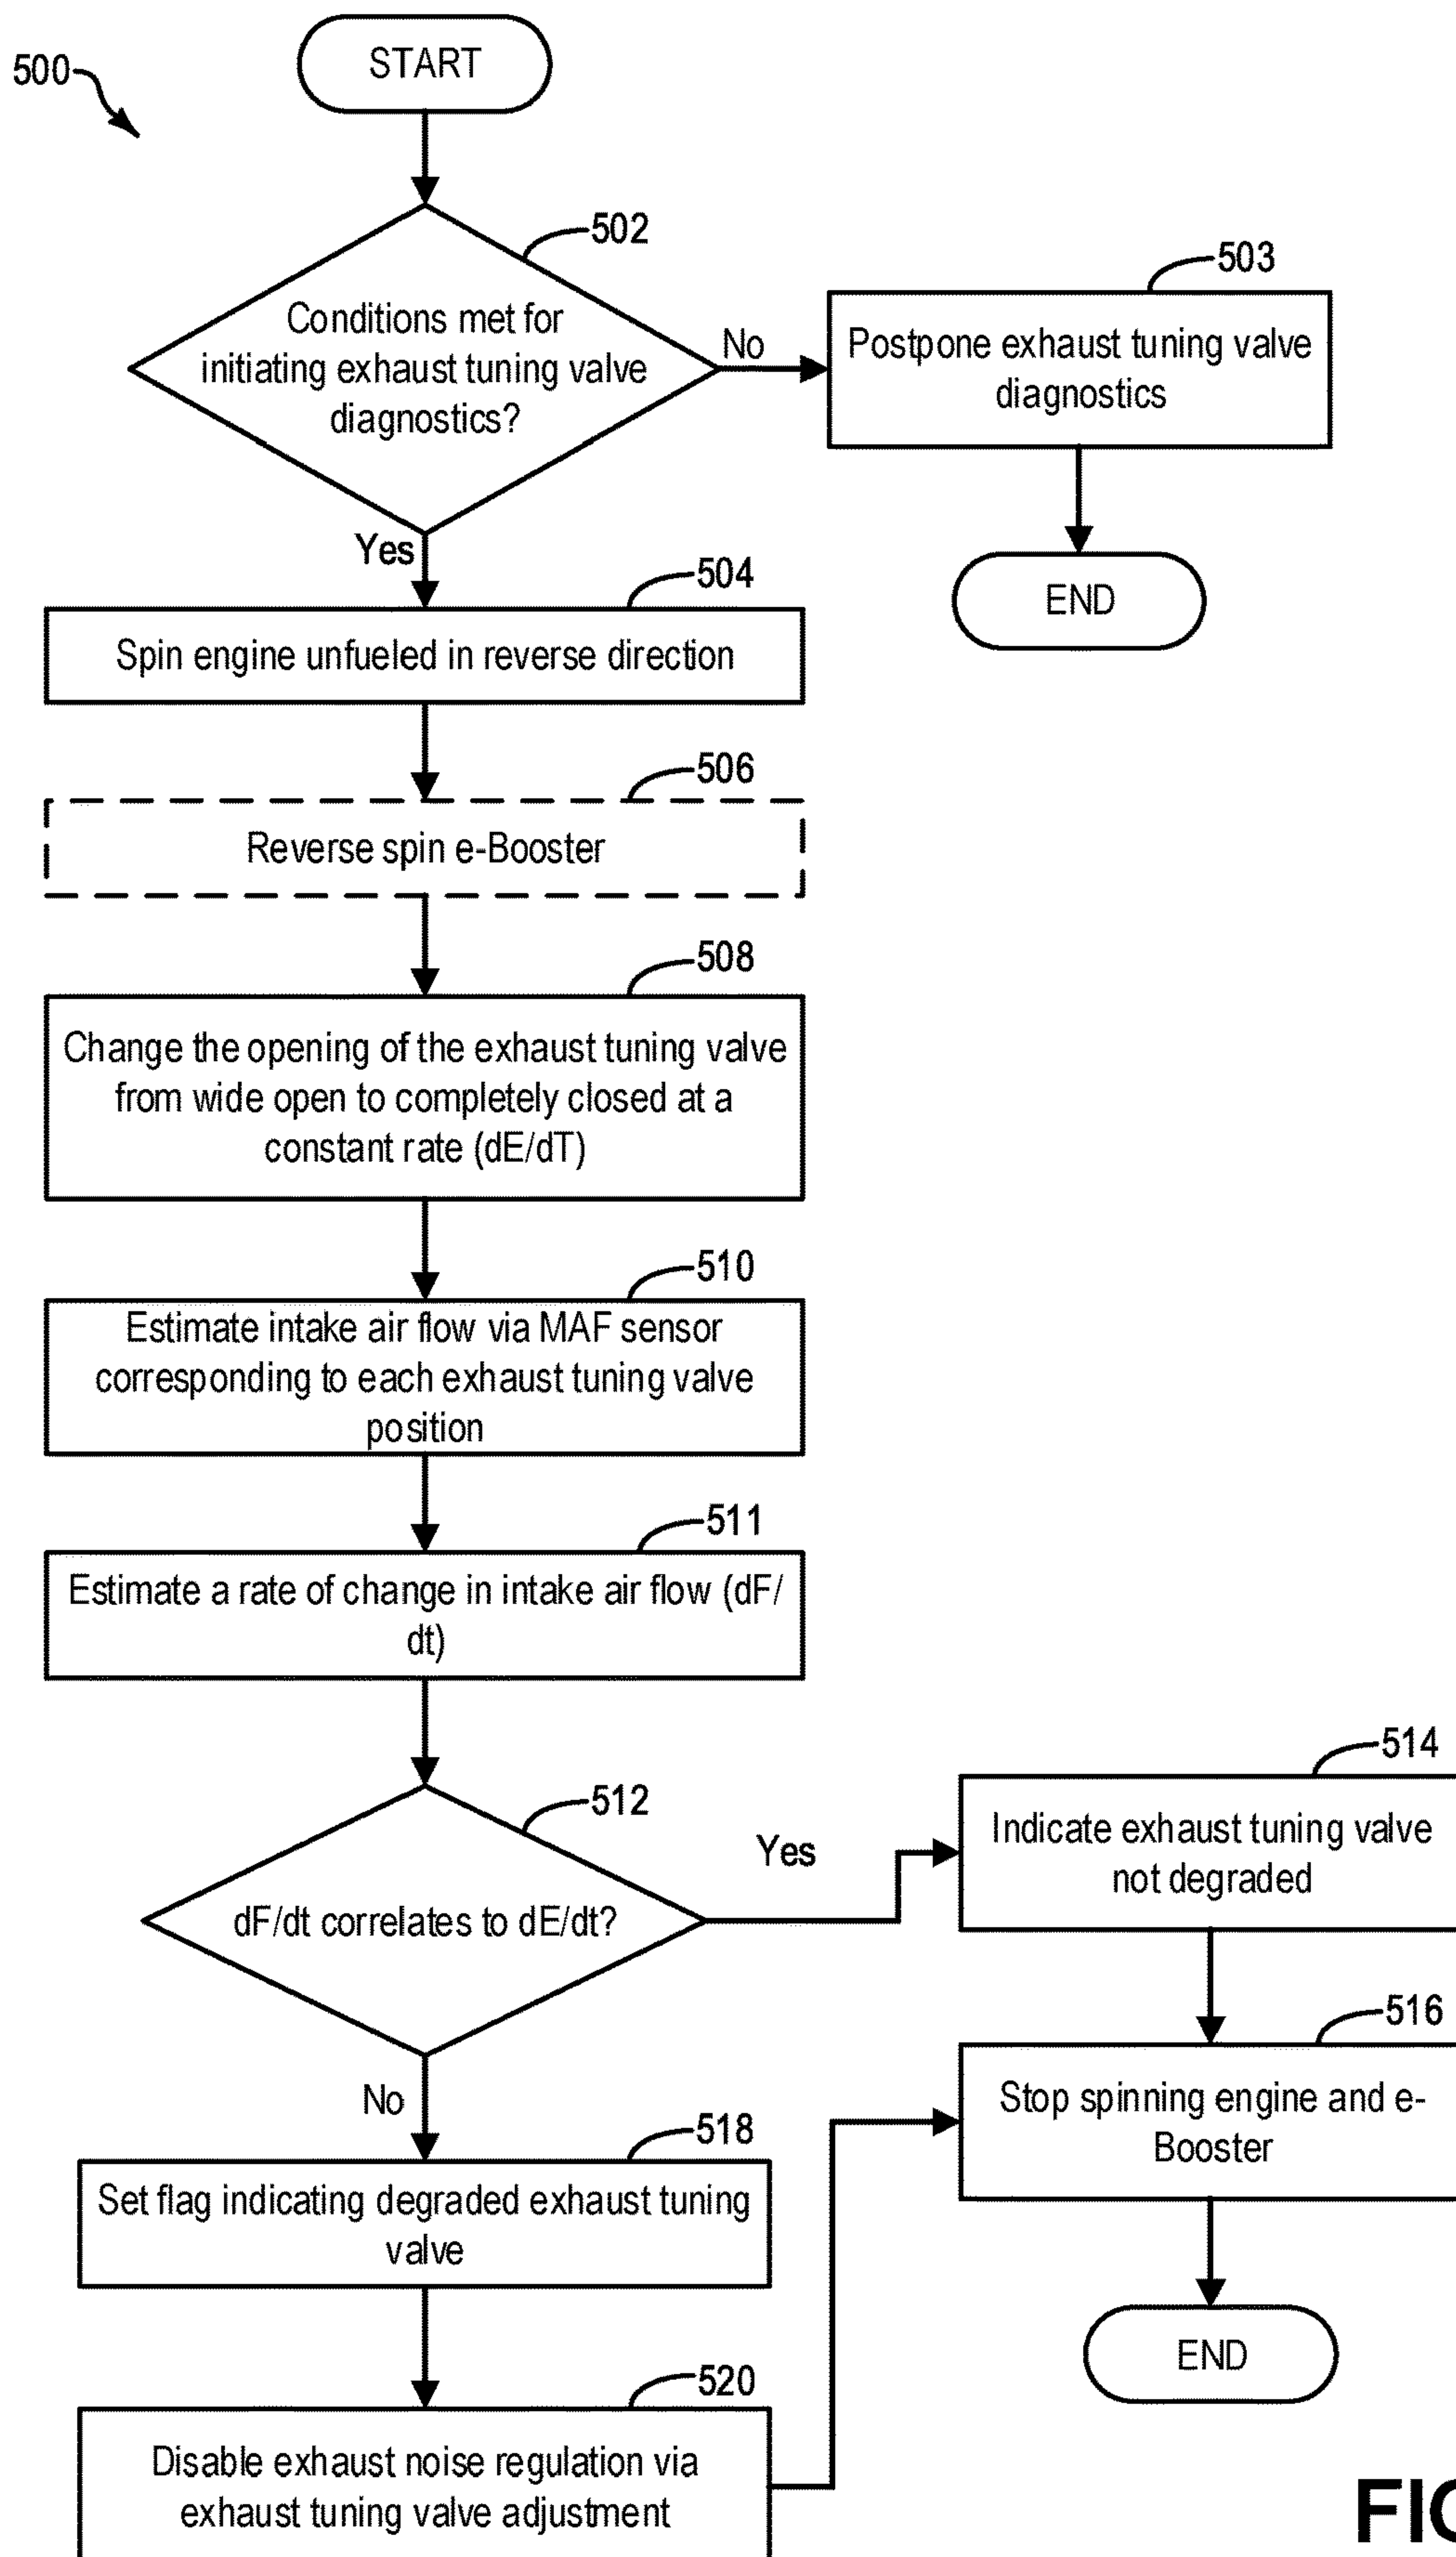 500
START
502
Conditions met for
initiating exhaust tuning valve
diagnostics?
No
503
Postpone exhaust tuning valve
diagnostics
END
Yes
504
Spin engine unfueled in reverse direction
506
Reverse spin e-Booster
508
Change the opening of the exhaust tuning valve
from wide open to completely closed at a
constant rate (dE/dT)
510
Estimate intake air flow via MAF sensor
corresponding to each exhaust tuning valve
position
511
Estimate a rate of change in intake air flow (dF/
dt)
512
dF/dt correlates to dE/dt?
Yes
514
Indicate exhaust tuning valve
not degraded
516
Stop spinning engine and e-
Booster
END
No
518
Set flag indicating degraded exhaust tuning
valve
520
Disable exhaust noise regulation via
exhaust tuning valve adjustment